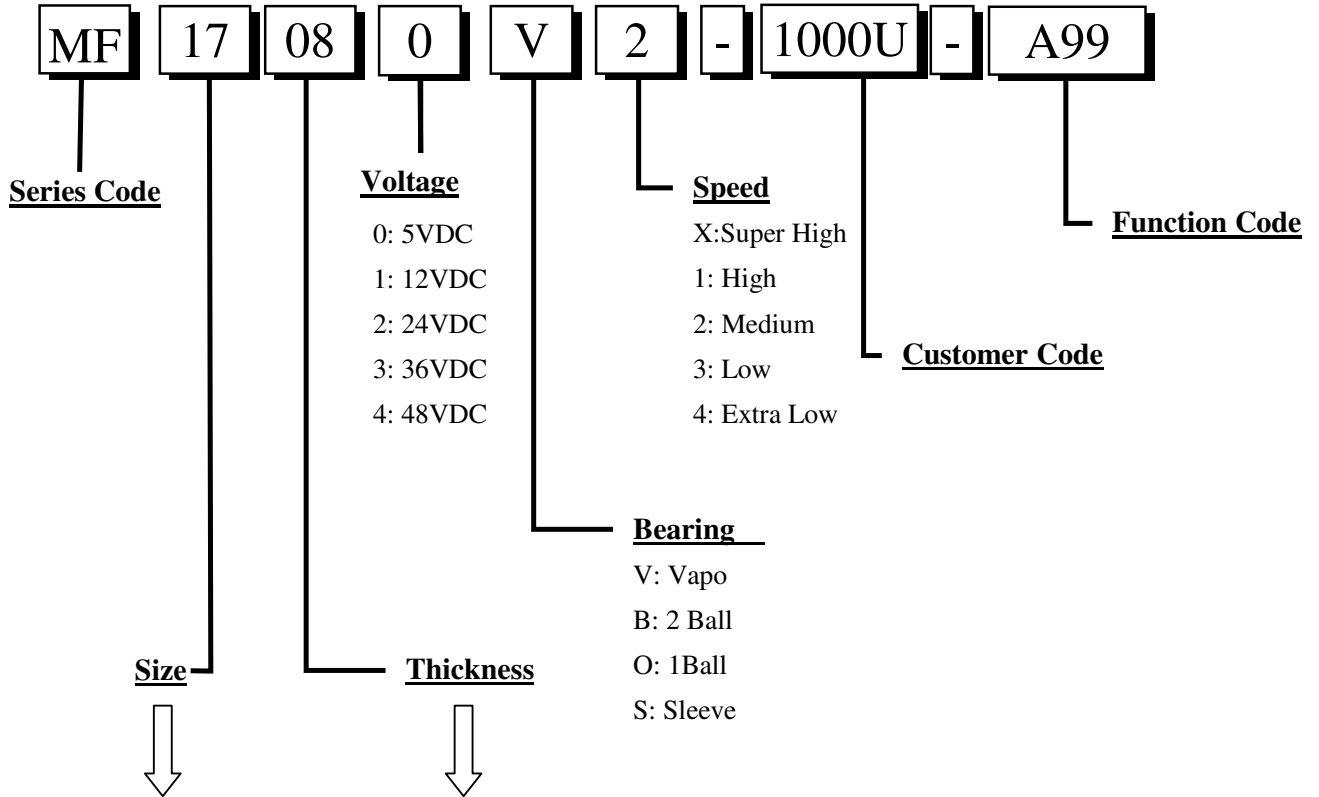 MF 17 08 0 V 2 - 1000U - A99
Series Code
Voltage
0: 5VDC
1: 12VDC
2: 24VDC
3: 36VDC
4: 48VDC
Speed
X:Super High
1: High
2: Medium
3: Low
4: Extra Low
Function Code
Customer Code
Bearing
V: Vapo
B: 2 Ball
O: 1Ball
S: Sleeve
Size
Thickness